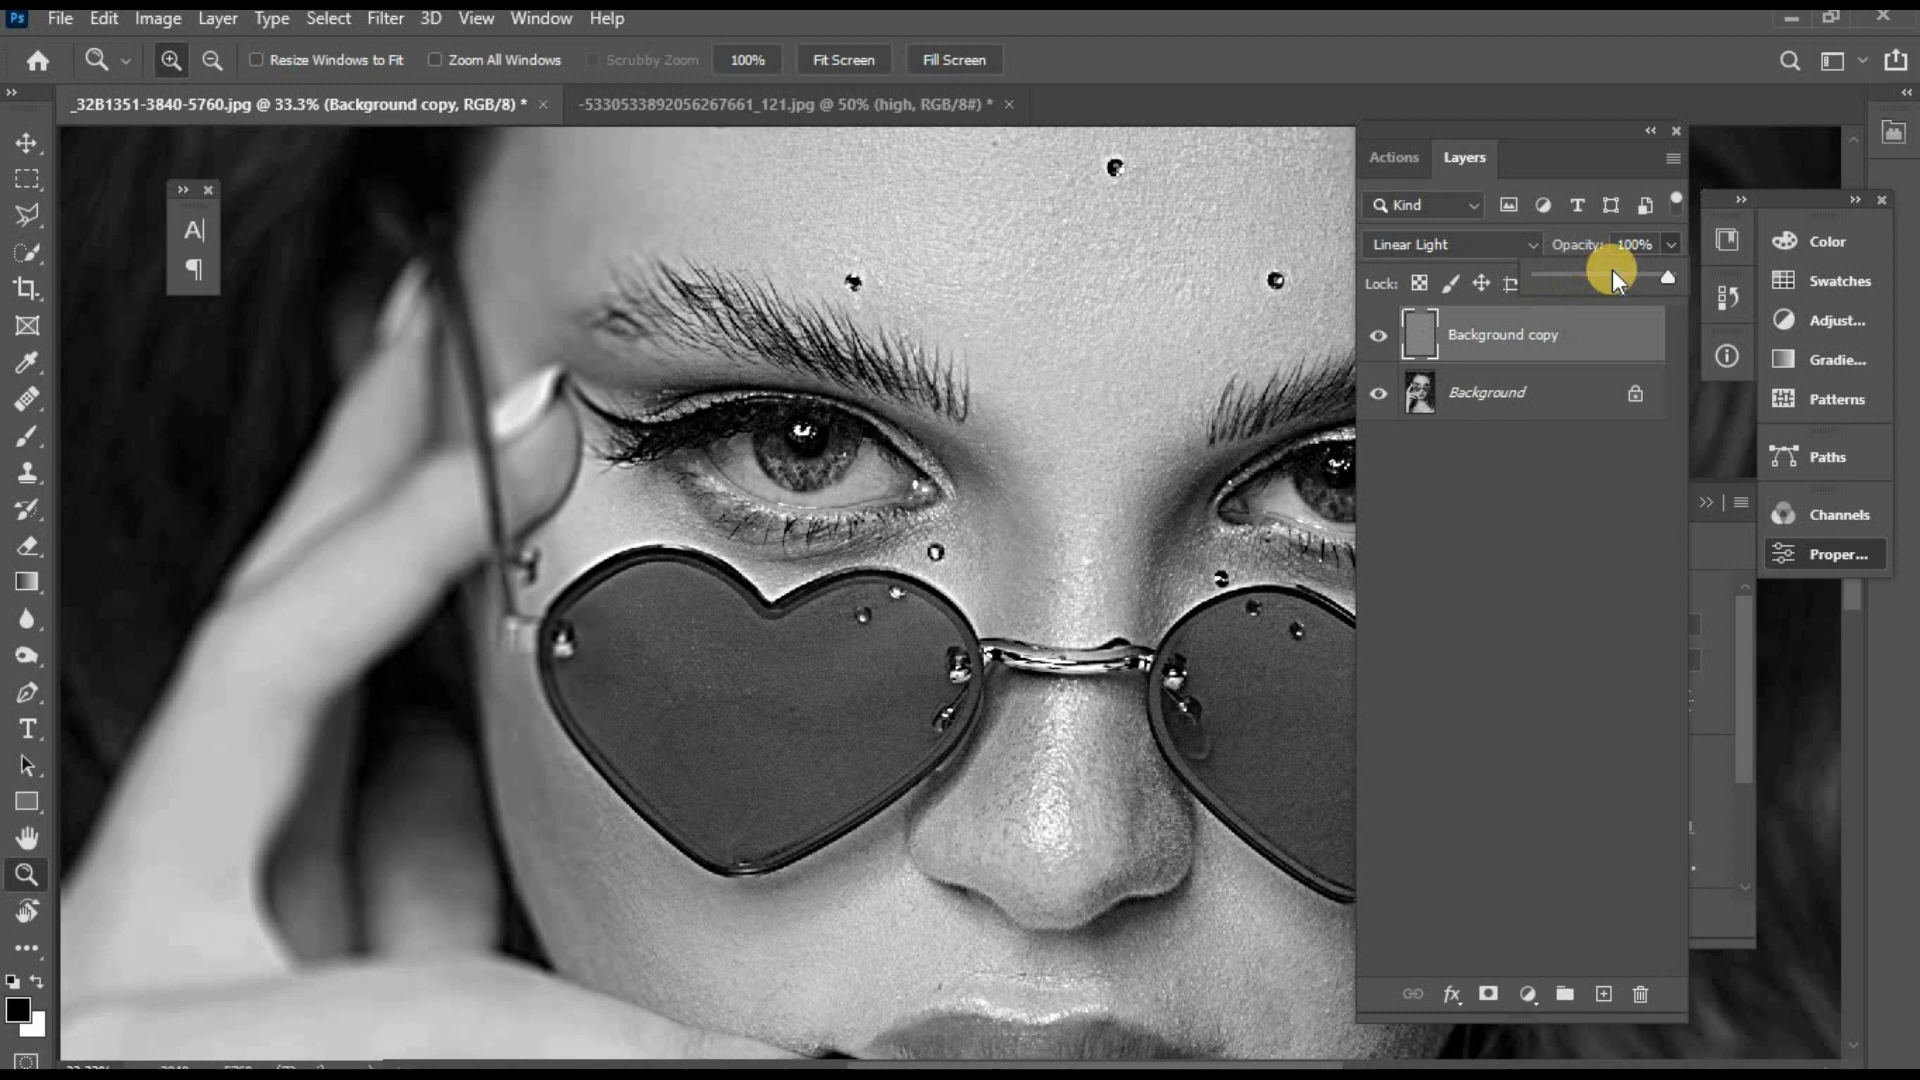 Ps File Edit Image Layer Type Select Filter 3D View Window Help
Resize Windows to Fit Zoom All Windows Scrubby Zoom 100% Fit Screen Fill Screen
_32B1351-3840-5760.jpg @ 33.3% (Background copy, RGB/8) * × -5330533892056267661_121.jpg @ 50% (high, RGB/8#) * ×
Actions Layers
Kind
Linear Light Opacity: 100%
Lock:
Background copy
Background
fx
A
Color
Swatches
Adjust...
Gradie...
Patterns
Paths
Channels
Proper...